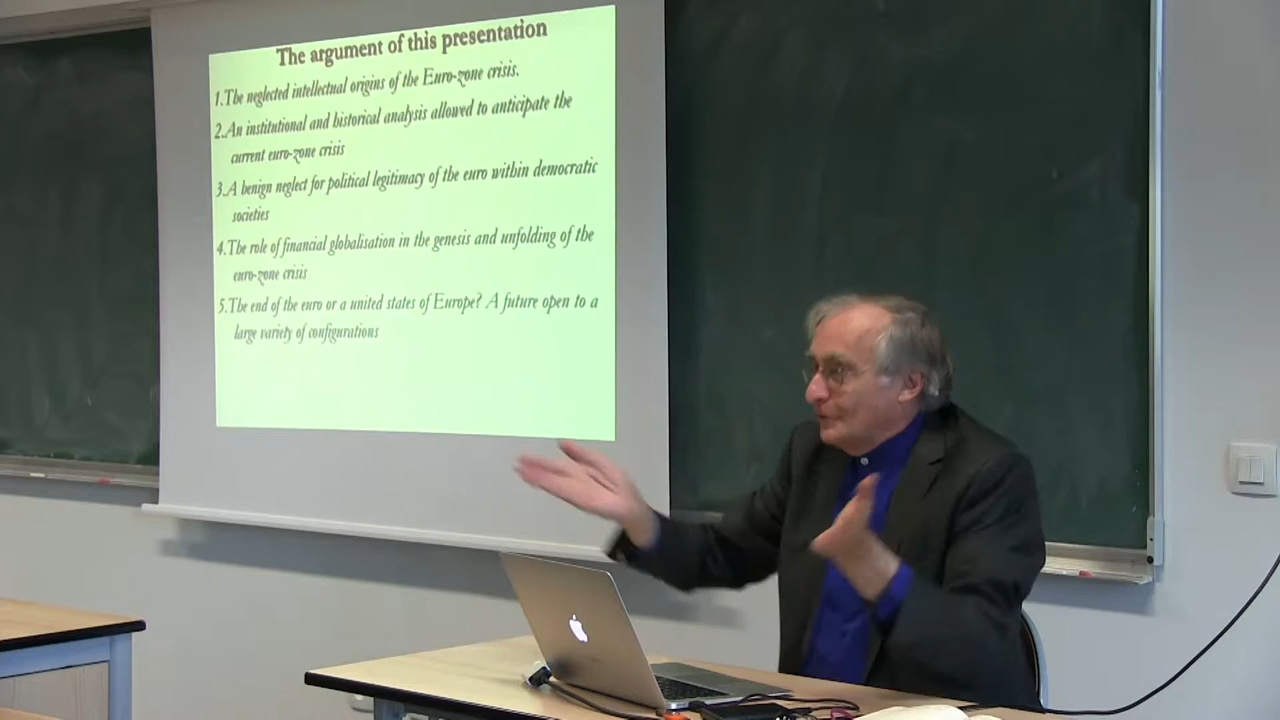 The argument of this presentation
1.The neglected intellectual origins of the Euro-zone crisis.
2.An institutional and historical analysis allowed to anticipate the
current euro-zone crisis
3.A benign neglect for political legitimacy of the euro within democratic
societies
4.The role of financial globalisation in the genesis and unfolding of the
euro-zone crisis
5.The end of the euro or a united states of Europe? A future open to a
large variety of configurations